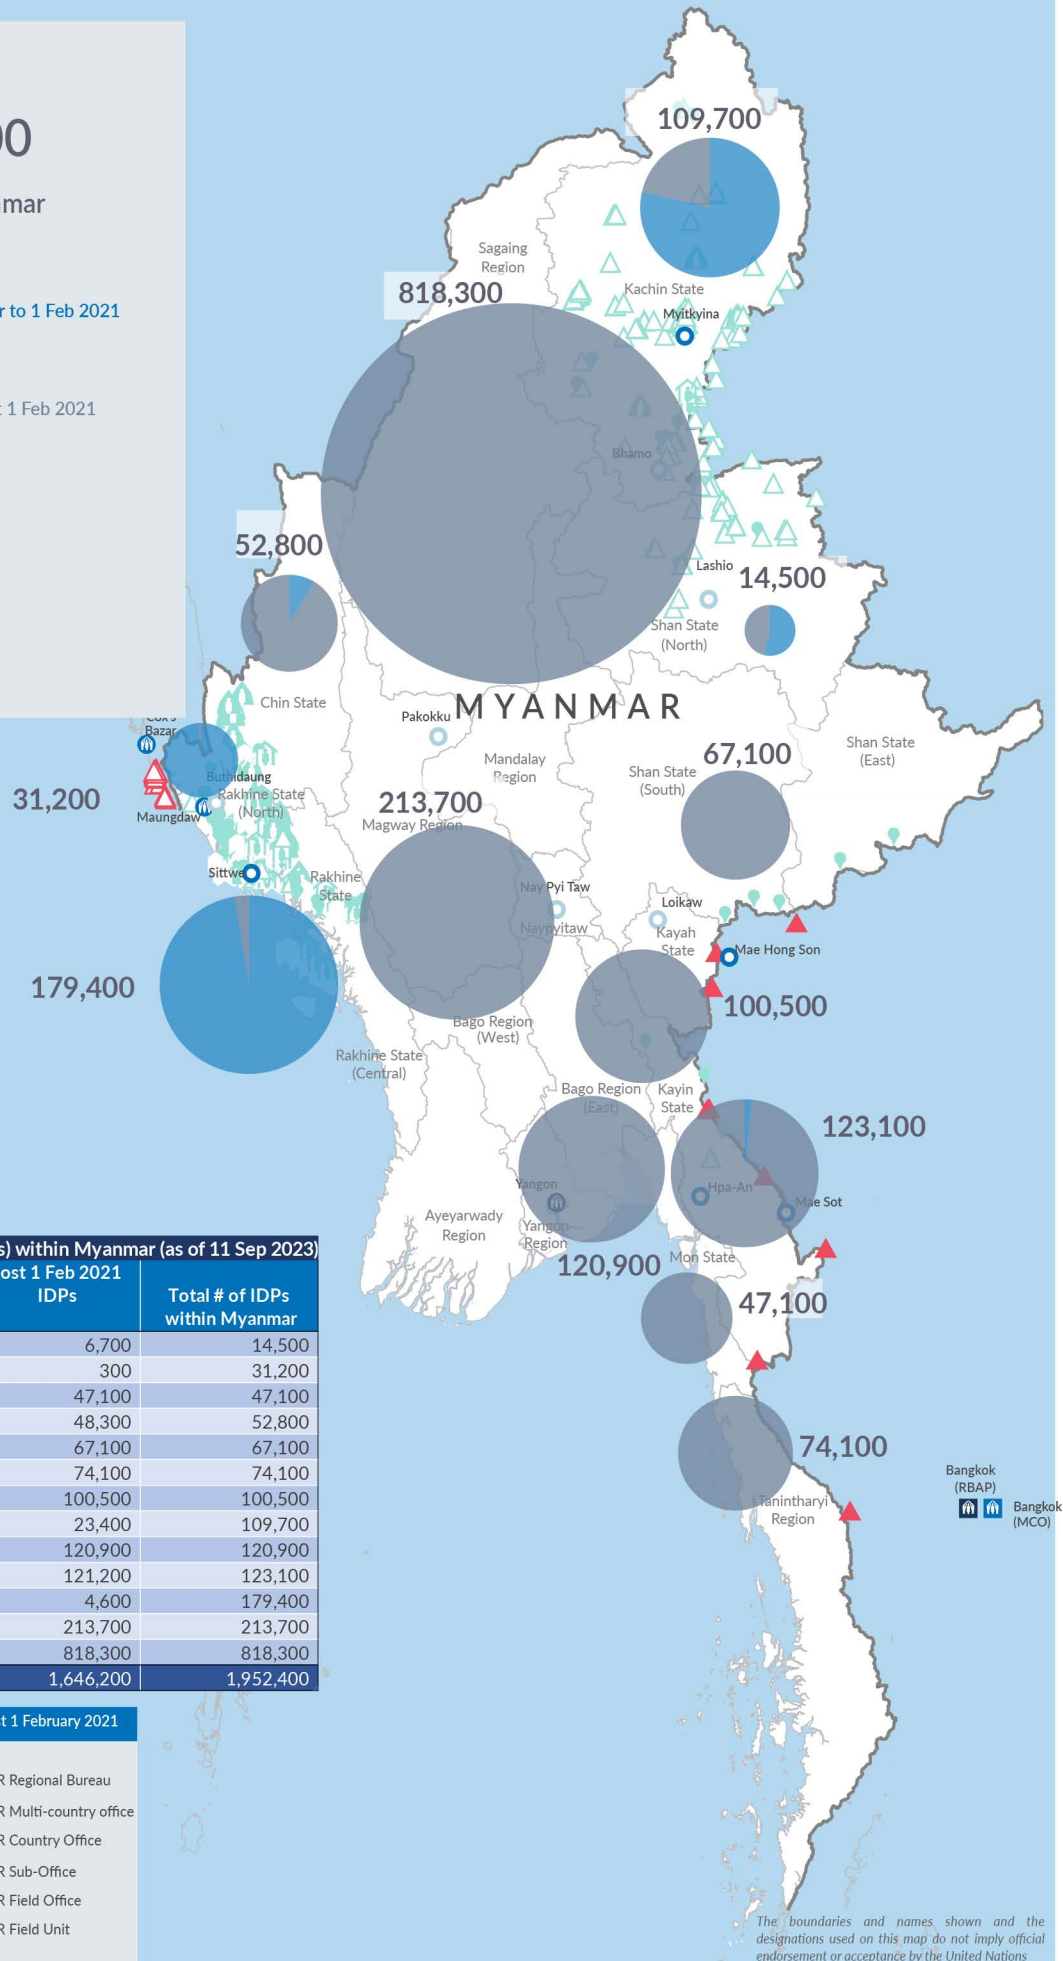 00
mar
r to 1 Feb 2021
t 1 Feb 2021
109,700
Sagaing
Region
818,300
Kachin State
Myitkyina
Bhamo
52,800
Lashio
14,500
Shan State
(North)
Chin State
MYANMAR
Pakokku
Cox's
Bazar
Mandalay
Region
67,100
Shan State
(South)
Shan State
(East)
Buthidaung
Rakhine State
(North)
31,200
Maungdaw
213,700
Magway Region
Sittwe
Rakhine
State
Nay Pyi Taw
Naypyitaw
Loikaw
Kayah
State
Mae Hong Son
179,400
100,500
Bago Region
(West)
Rakhine State
(Central)
Bago Region
(East)
Kayin
State
123,100
Yangon
Hpa-An
Mae Sot
Ayeyarwady
Region
Yangon
Region
Mon State
120,900
47,100
74,100
Tanintharyi
Region
Bangkok
(RBAP)
Bangkok
(MCO)
s) within Myanmar (as of 11 Sep 2023)
ost 1 Feb 2021
IDPs
Total # of IDPs
within Myanmar
6,700 14,500
300 31,200
47,100 47,100
48,300 52,800
67,100 67,100
74,100 74,100
100,500 100,500
23,400 109,700
120,900 120,900
121,200 123,100
4,600 179,400
213,700 213,700
818,300 818,300
1,646,200 1,952,400
st 1 February 2021
R Regional Bureau
R Multi-country office
R Country Office
R Sub-Office
R Field Office
R Field Unit
The boundaries and names shown and the
designations used on this map do not imply official
endorsement or acceptance by the United Nations